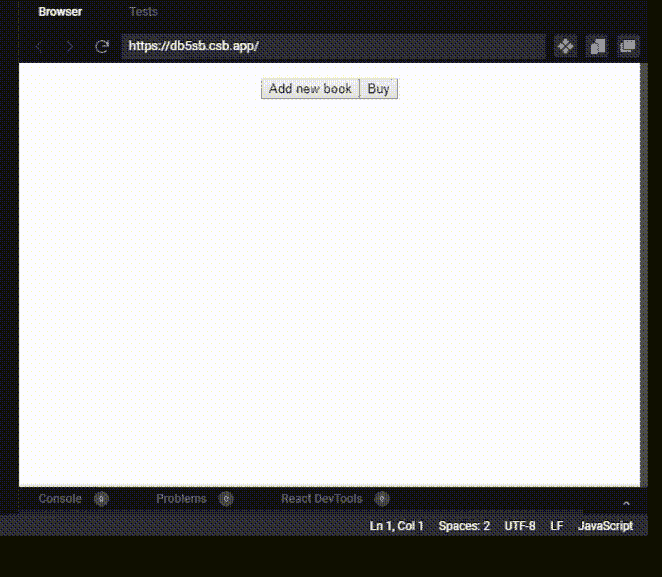 Browser Tests
https://db5sb.csb.app/
Add new book Buy
Console 0 Problems 0 React DevTools 0
Ln 1, Col 1 Spaces: 2 UTF-8 LF JavaScript